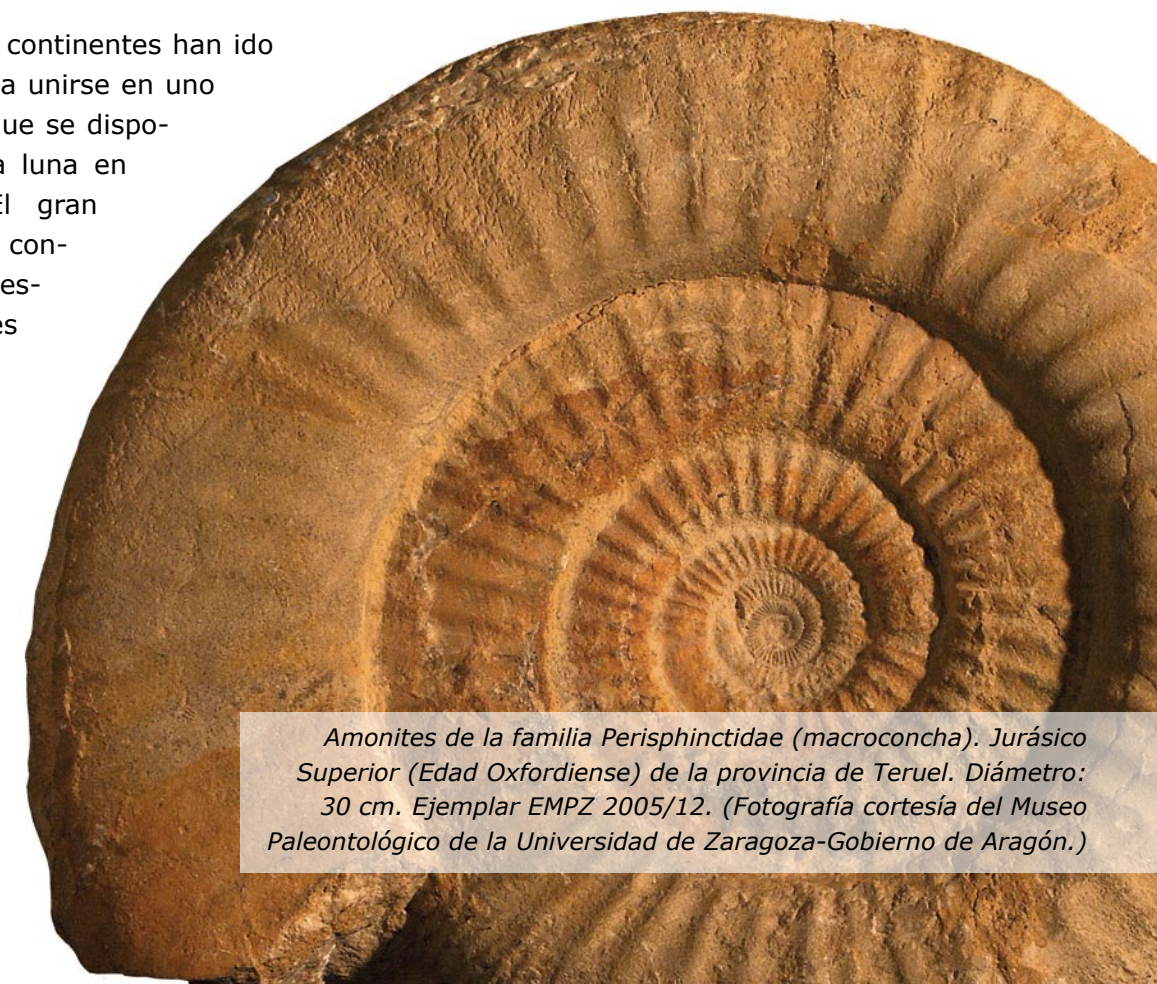 continentes han ido
a unirse en uno
ue se dispo-
a luna en
El gran
con-
es-
es
Amonites de la familia Perisphinctidae (macroconcha). Jurásico
Superior (Edad Oxfordiense) de la provincia de Teruel. Diámetro:
30 cm. Ejemplar EMPZ 2005/12. (Fotografía cortesía del Museo
Paleontológico de la Universidad de Zaragoza-Gobierno de Aragón.)